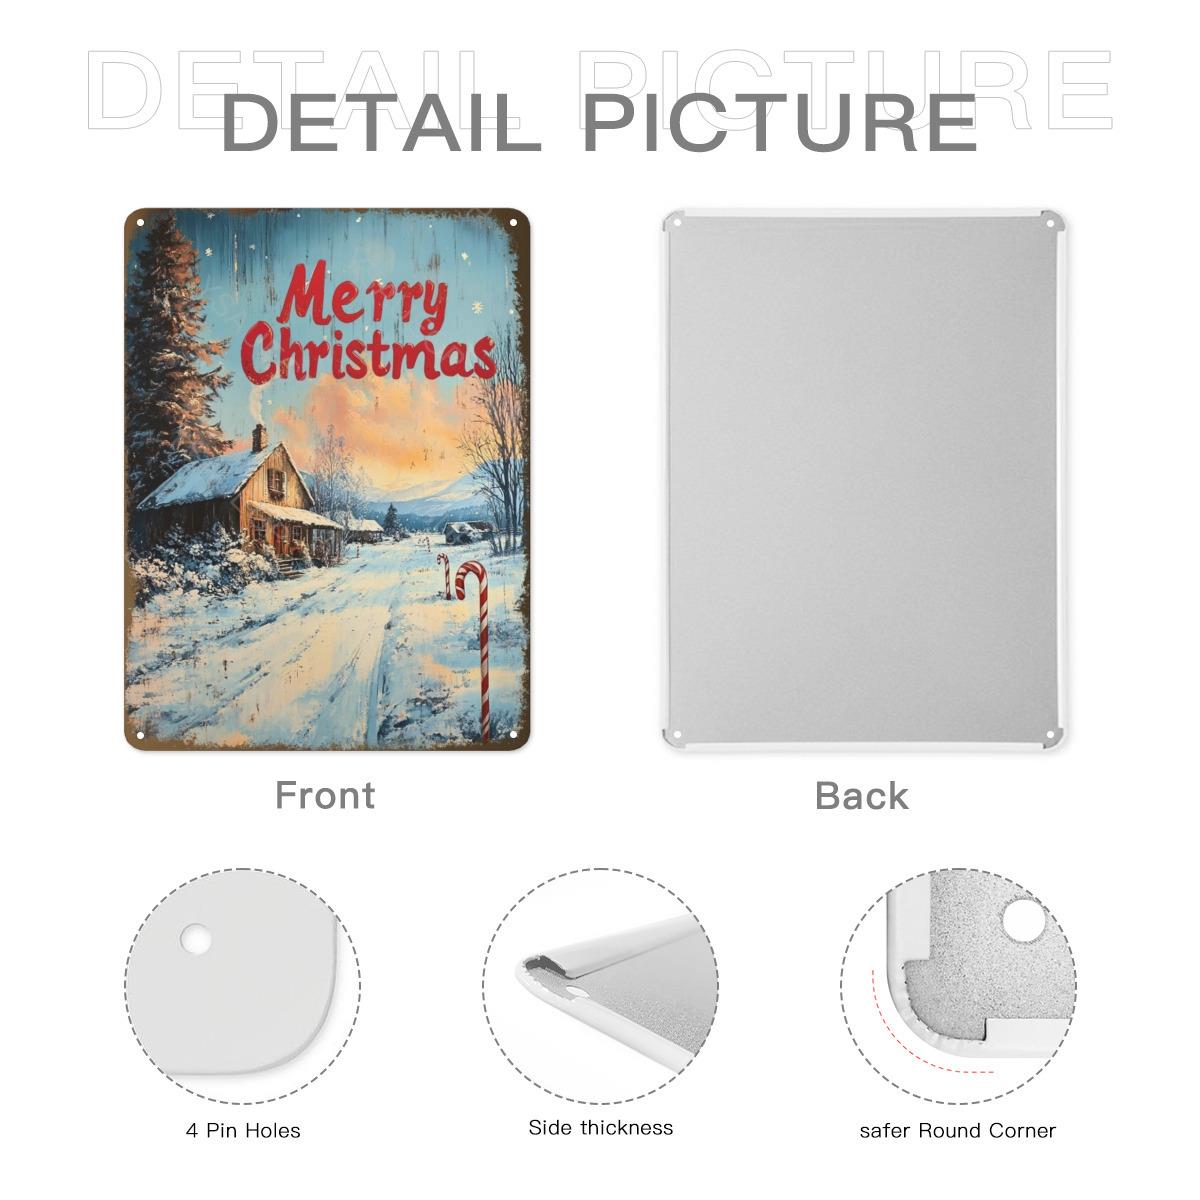 DETAIL PICTURE
DETAIL PICTURE
Merry
Christmas
Front
Back
4 Pin Holes
Side thickness
safer Round Corner